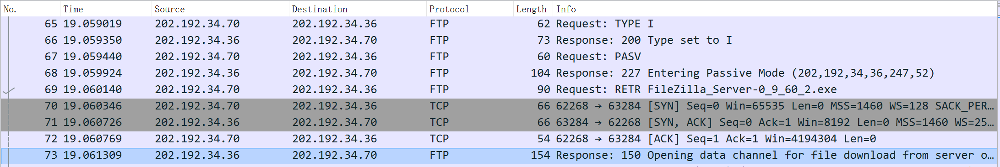 No. Time Source Destination Protocol Length Info
65 19.059019 202.192.34.70 202.192.34.36 FTP 62 Request: TYPE I
66 19.059350 202.192.34.36 202.192.34.70 FTP 73 Response: 200 Type set to I
67 19.059440 202.192.34.70 202.192.34.36 FTP 60 Request: PASV
68 19.059924 202.192.34.36 202.192.34.70 FTP 104 Response: 227 Entering Passive Mode (202,192,34,36,247,52)
69 19.060140 202.192.34.70 202.192.34.36 FTP 90 Request: RETR FileZilla_Server-0_9_60_2.exe
70 19.060346 202.192.34.70 202.192.34.36 TCP 66 62268 → 63284 [SYN] Seq=0 Win=65535 Len=0 MSS=1460 WS=128 SACK_PER…
71 19.060726 202.192.34.36 202.192.34.70 TCP 66 63284 → 62268 [SYN, ACK] Seq=0 Ack=1 Win=8192 Len=0 MSS=1460 WS=25…
72 19.060769 202.192.34.70 202.192.34.36 TCP 54 62268 → 63284 [ACK] Seq=1 Ack=1 Win=4194304 Len=0
73 19.061309 202.192.34.36 202.192.34.70 FTP 154 Response: 150 Opening data channel for file download from server o…